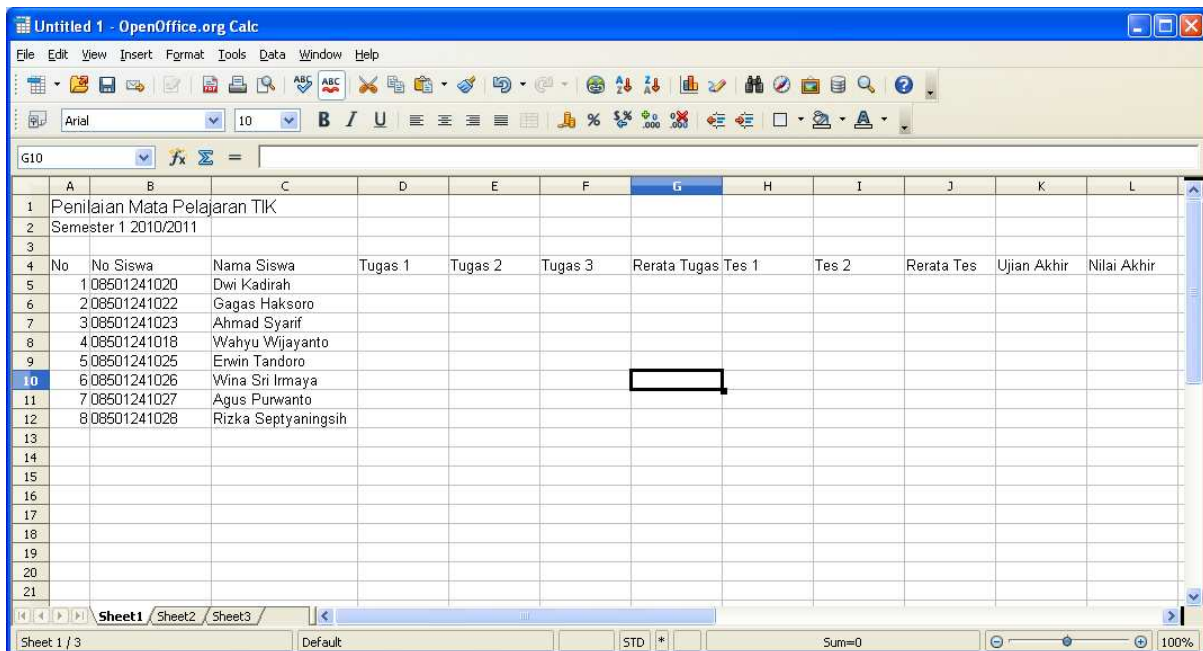 Untitled 1 - OpenOffice.org Calc
File Edit View Insert Format Tools Data Window Help
Arial 10 B I U
G10 fx Σ =
A B C D E F G H I J K L
1 Penilaian Mata Pelajaran TIK
2 Semester 1 2010/2011
3
4 No No Siswa Nama Siswa Tugas 1 Tugas 2 Tugas 3 Rerata Tugas Tes 1 Tes 2 Rerata Tes Ujian Akhir Nilai Akhir
5 1 08501241020 Dwi Kadirah
6 2 08501241022 Gagas Haksoro
7 3 08501241023 Ahmad Syarif
8 4 08501241018 Wahyu Wijayanto
9 5 08501241025 Erwin Tandoro
10 6 08501241026 Wina Sri Irmaya
11 7 08501241027 Agus Purwanto
12 8 08501241028 Rizka Septyaningsih
13
14
15
16
17
18
19
20
21
Sheet1 Sheet2 Sheet3
Sheet 1 / 3 Default STD * Sum=0 100%